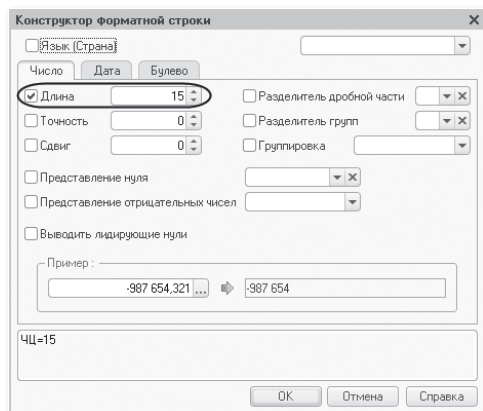 Конструктор форматной строки
Язык (Страна)
Число Дата Булево
Длина 15 Разделитель дробной части
Точность 0 Разделитель групп
Сдвиг 0 Группировка
Представление нуля
Представление отрицательных чисел
Выводить лидирующие нули
Пример :
-987 654,321 ... -987 654
ЧЦ=15
OK Отмена Справка